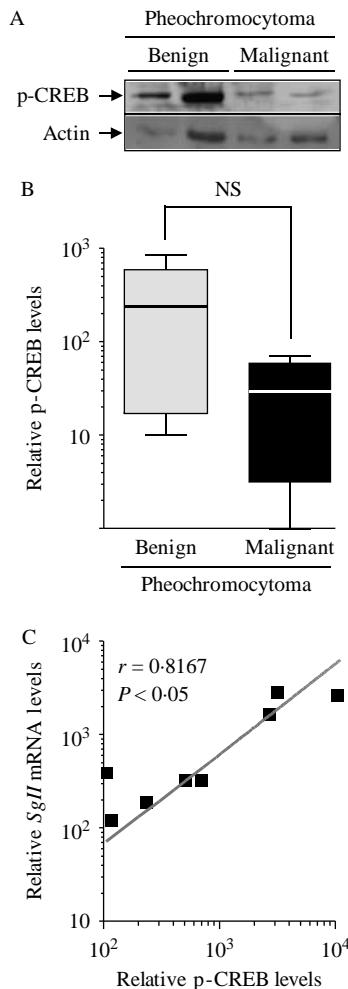 A
Pheochromocytoma
Benign Malignant
p-CREB
Actin
B
NS
Relative p-CREB levels
10³
10²
10
Benign Malignant
Pheochromocytoma
C
Relative SgII mRNA levels
10⁴
10³
10²
10
r = 0·8167
P < 0·05
10² 10³ 10⁴
Relative p-CREB levels